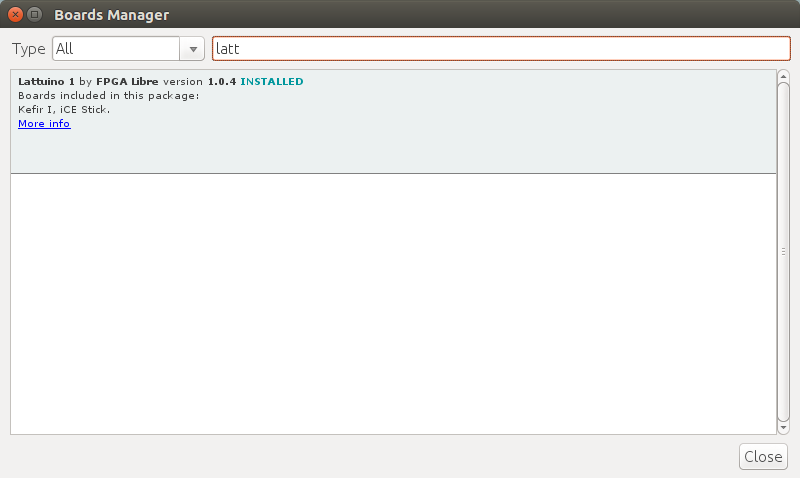 Boards Manager
Type All latt
Lattuino 1 by FPGA Libre version 1.0.4 INSTALLED
Boards included in this package:
Kefir I, iCE Stick.
More info
Close